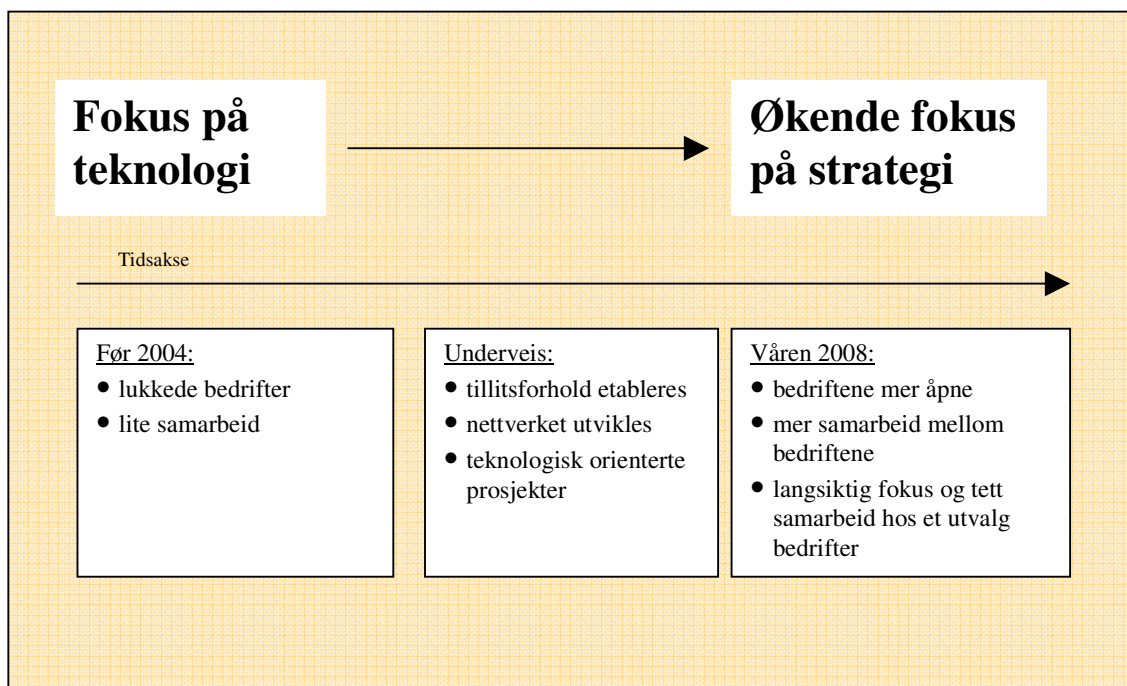 Fokus på
teknologi
Økende fokus
på strategi
Tidsakse
Før 2004:
• lukkede bedrifter
• lite samarbeid
Underveis:
• tillitsforhold etableres
• nettverket utvikles
• teknologisk orienterte
prosjekter
Våren 2008:
• bedriftene mer åpne
• mer samarbeid mellom
bedriftene
• langsiktig fokus og tett
samarbeid hos et utvalg
bedrifter